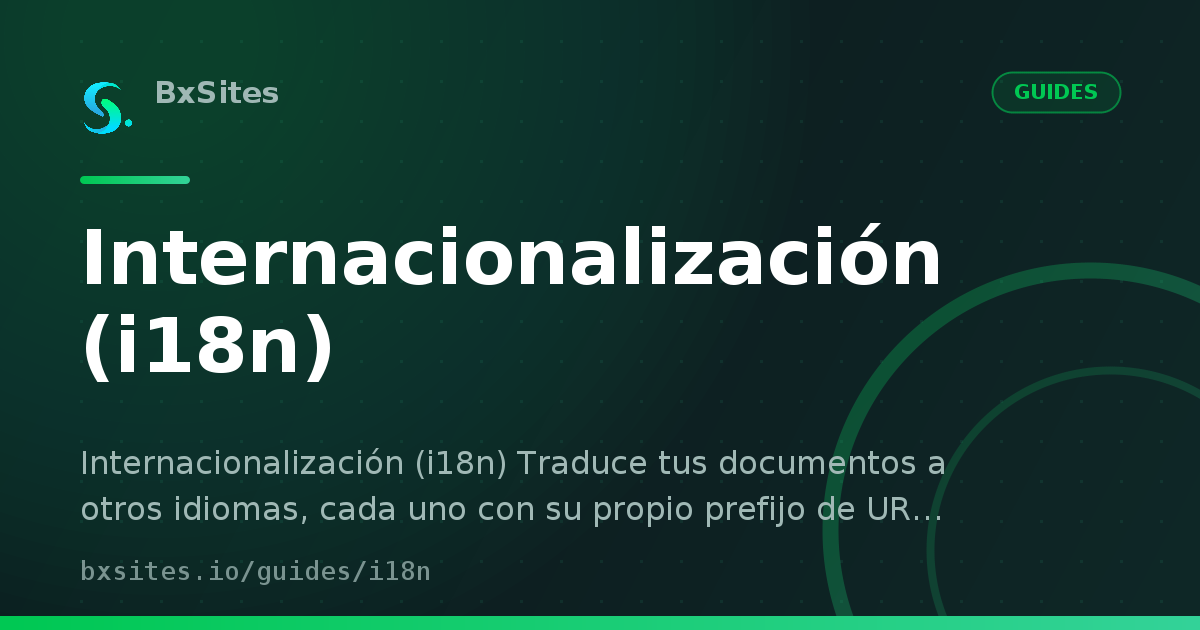 BxSites
GUIDES
Internacionalización
(i18n)
Internacionalización (i18n) Traduce tus documentos a
otros idiomas, cada uno con su propio prefijo de UR…
bxsites.io/guides/i18n